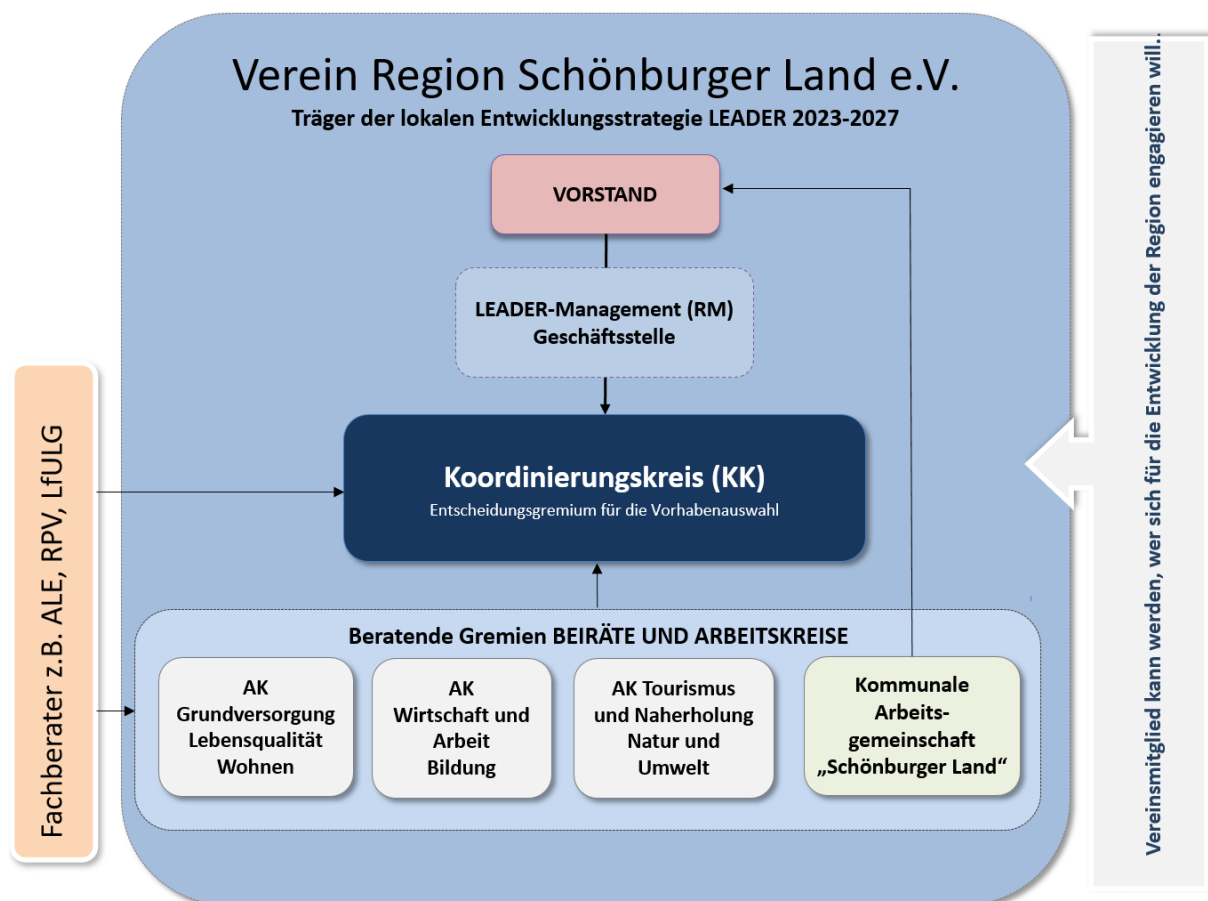 Verein Region Schönburger Land e.V.
Träger der lokalen Entwicklungsstrategie LEADER 2023-2027
VORSTAND
LEADER-Management (RM)
Geschäftsstelle
Koordinierungskreis (KK)
Entscheidungsgremium für die Vorhabenauswahl
Beratende Gremien BEIRÄTE UND ARBEITSKREISE
AK
Grundversorgung
Lebensqualität
Wohnen
AK
Wirtschaft und
Arbeit
Bildung
AK Tourismus
und Naherholung
Natur und
Umwelt
Kommunale
Arbeits-
gemeinschaft
„Schönburger Land“
Fachberater z.B. ALE, RPV, LfULG
Vereinsmitglied kann werden, wer sich für die Entwicklung der Region engagieren will..